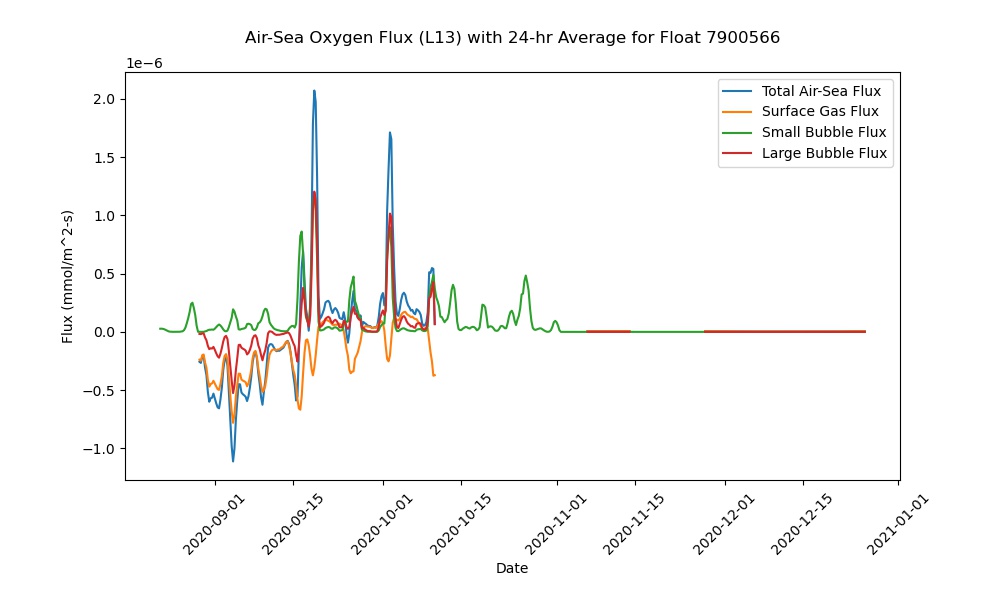 Air-Sea Oxygen Flux (L13) with 24-hr Average for Float 7900566
1e−6
Total Air-Sea Flux
Surface Gas Flux
Small Bubble Flux
Large Bubble Flux
2.0
1.5
1.0
0.5
0.0
−0.5
−1.0
Flux (mmol/m^2-s)
2020-09-01
2020-09-15
2020-10-01
2020-10-15
2020-11-01
2020-11-15
2020-12-01
2020-12-15
2021-01-01
Date